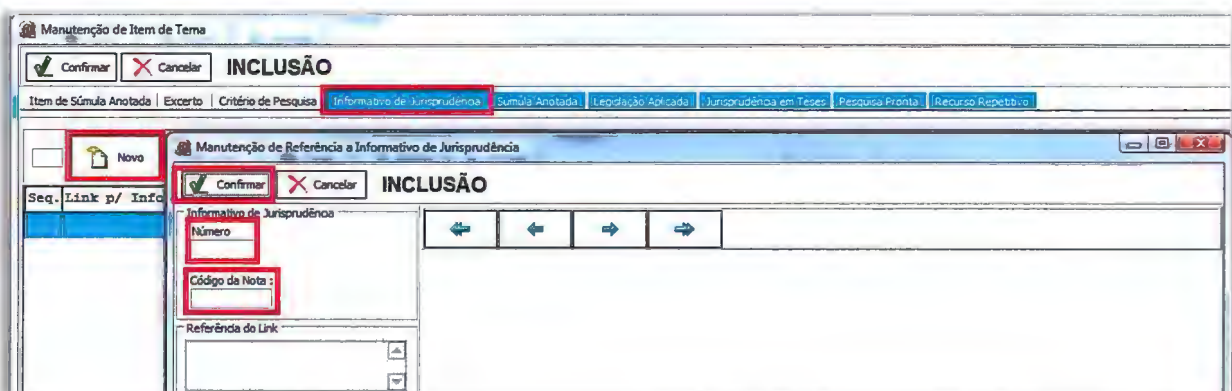 Manutenção de Item de Tema
Confirmar Cancelar INCLUSÃO
Item de Súmula Anotada Excerto Critério de Pesquisa Informativo de Jurisprudência Sumula Anotada Legislação Aplicada Jurisprudência em Teses Pesquisa Pronta Recurso Repetitivo
Novo
Manutenção de Referência a Informativo de Jurisprudência
Confirmar Cancelar INCLUSÃO
Seq. Link p/ Info
Informativo de Jurisprudência
Número
Código da Nota :
Referência do Link